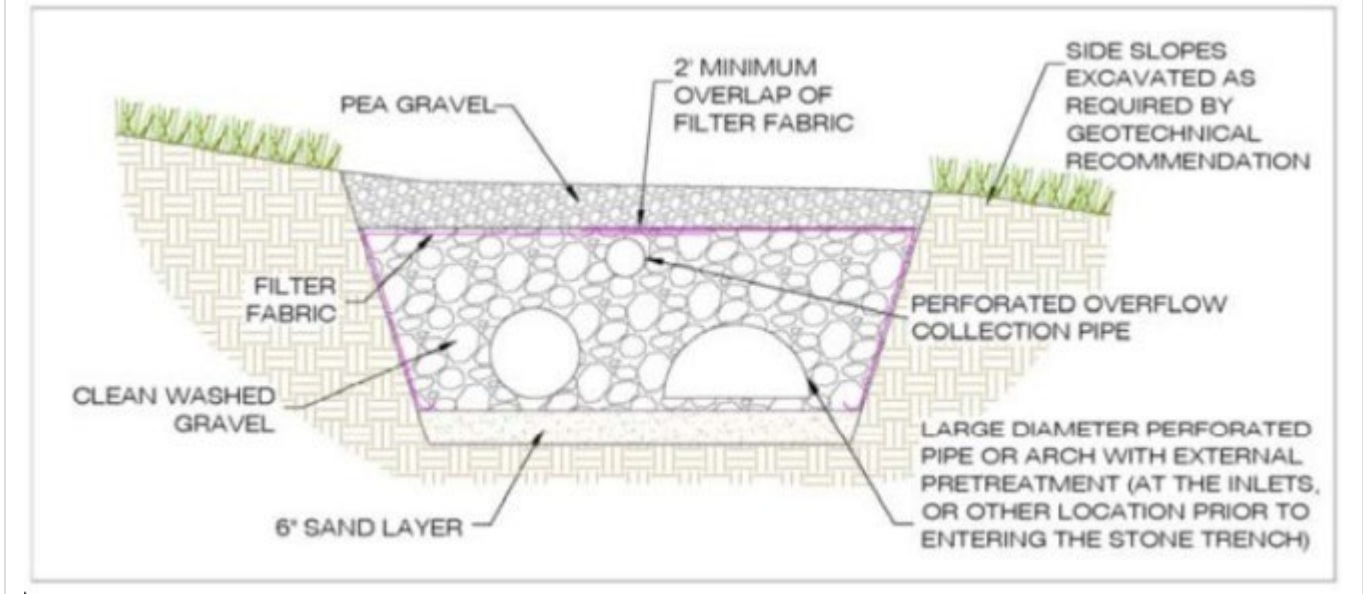 PEA GRAVEL
2' MINIMUM
OVERLAP OF
FILTER FABRIC
SIDE SLOPES
EXCAVATED AS
REQUIRED BY
GEOTECHNICAL
RECOMMENDATION
FILTER
FABRIC
PERFORATED OVERFLOW
COLLECTION PIPE
CLEAN WASHED
GRAVEL
LARGE DIAMETER PERFORATED
PIPE OR ARCH WITH EXTERNAL
PRETREATMENT (AT THE INLETS,
OR OTHER LOCATION PRIOR TO
ENTERING THE STONE TRENCH)
6" SAND LAYER